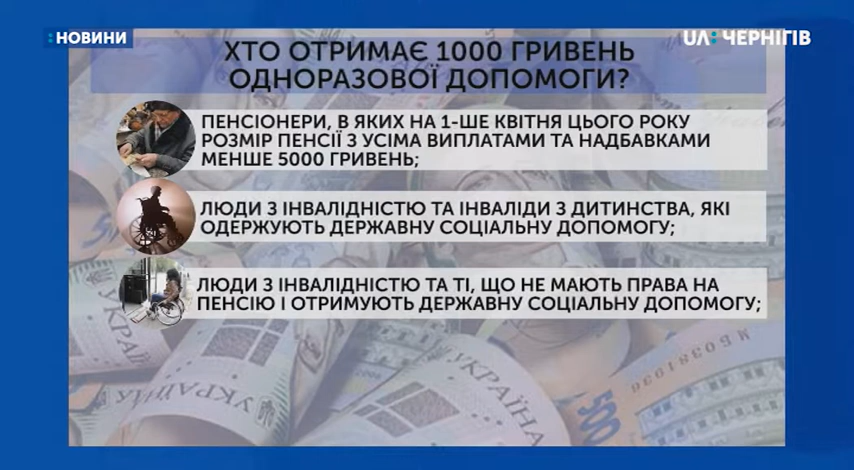 НОВИНИ
UA: ЧЕРНІГІВ
ХТО ОТРИМАЄ 1000 ГРИВЕНЬ
ОДНОРАЗОВОЇ ДОПОМОГИ?
ПЕНСІОНЕРИ, В ЯКИХ НА 1-ШЕ КВІТНЯ ЦЬОГО РОКУ
РОЗМІР ПЕНСІЇ З УСІМА ВИПЛАТАМИ ТА НАДБАВКАМИ
МЕНШЕ 5000 ГРИВЕНЬ;
ЛЮДИ З ІНВАЛІДНІСТЮ ТА ІНВАЛІДИ З ДИТИНСТВА, ЯКІ
ОДЕРЖУЮТЬ ДЕРЖАВНУ СОЦІАЛЬНУ ДОПОМОГУ;
ЛЮДИ З ІНВАЛІДНІСТЮ ТА ТІ, ЩО НЕ МАЮТЬ ПРАВА НА
ПЕНСІЮ І ОТРИМУЮТЬ ДЕРЖАВНУ СОЦІАЛЬНУ ДОПОМОГУ;
УКРАЇНА
УКРАЇНА
УКРАЇНА
500